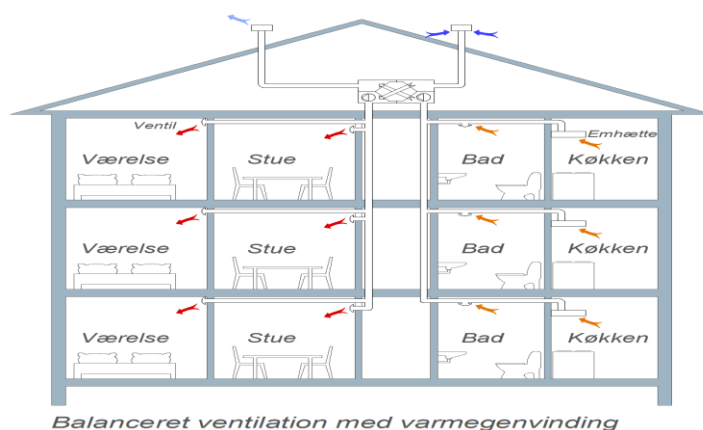 Ventil
Emhætte
Værelse Stue Bad Køkken
Værelse Stue Bad Køkken
Værelse Stue Bad Køkken
Balanceret ventilation med varmegenvinding